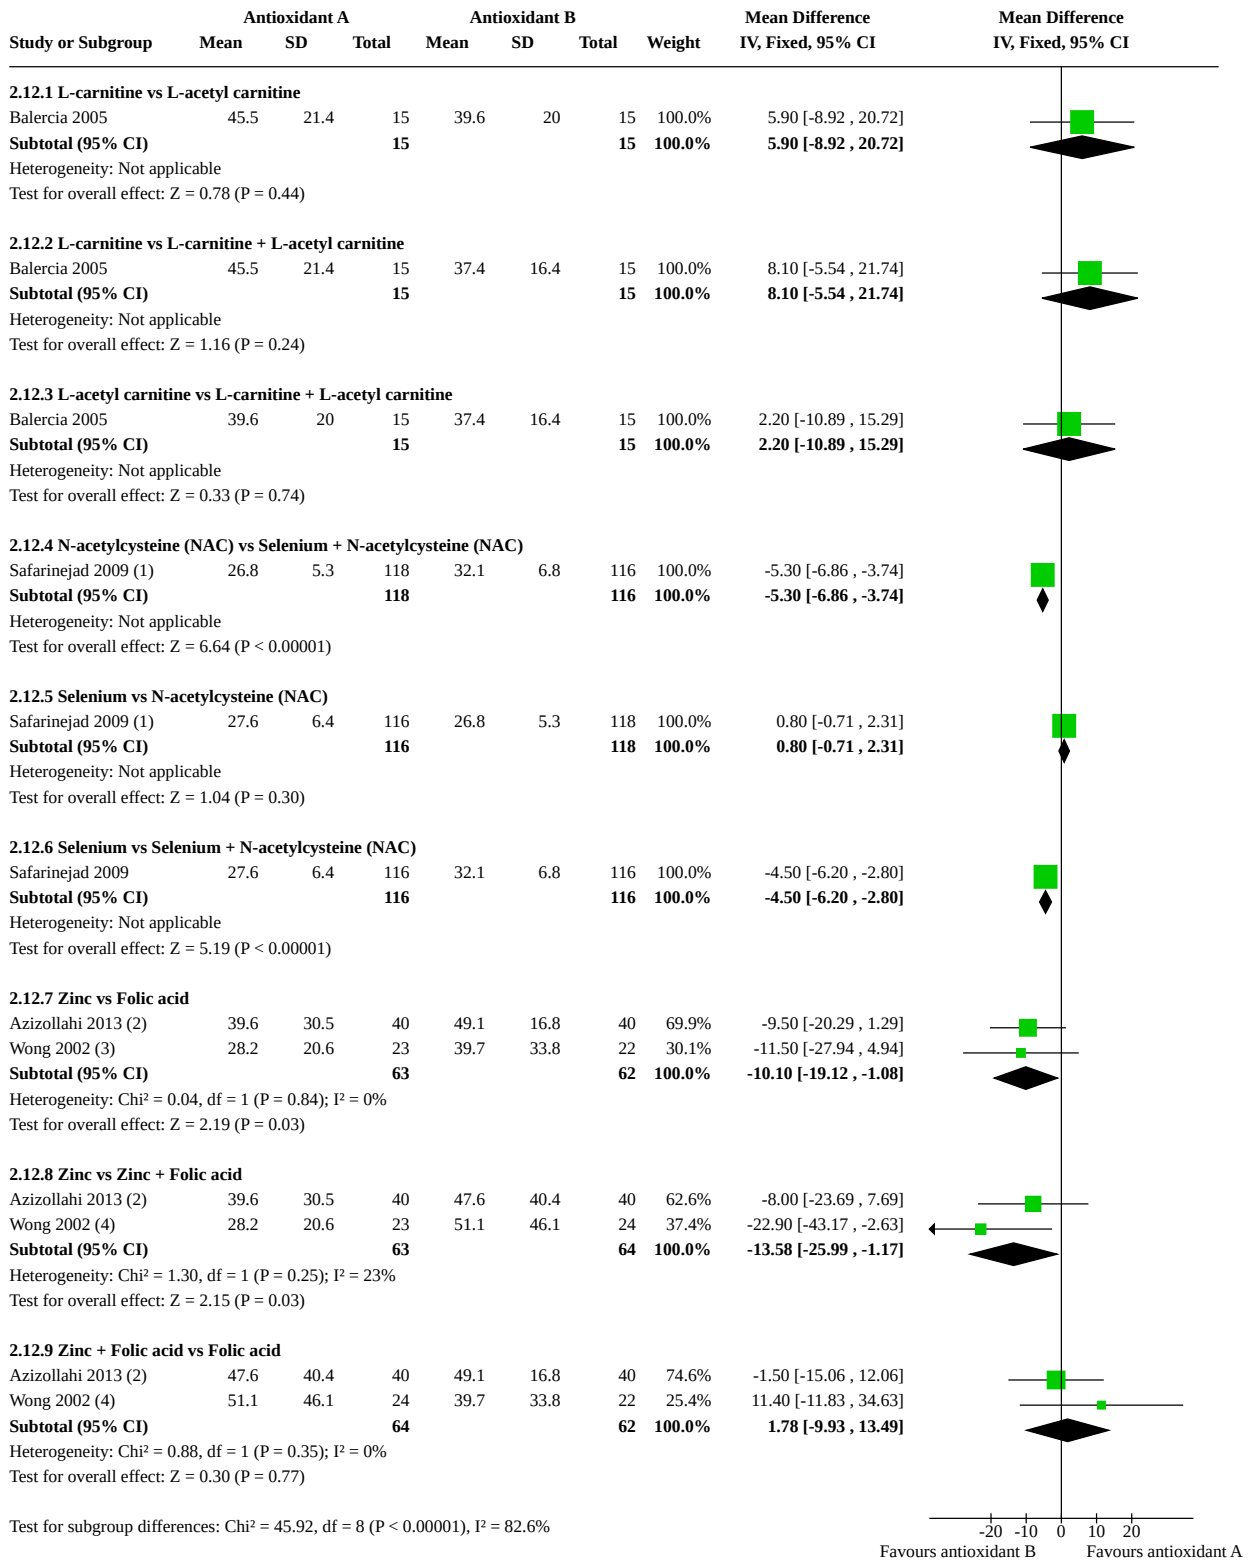 Antioxidant A Antioxidant B Mean Difference Mean Difference
Study or Subgroup Mean SD Total Mean SD Total Weight IV, Fixed, 95% CI IV, Fixed, 95% CI
2.12.1 L-carnitine vs L-acetyl carnitine
Balercia 2005 45.5 21.4 15 39.6 20 15 100.0% 5.90 [-8.92 , 20.72]
Subtotal (95% CI) 15 15 100.0% 5.90 [-8.92 , 20.72]
Heterogeneity: Not applicable
Test for overall effect: Z = 0.78 (P = 0.44)
2.12.2 L-carnitine vs L-carnitine + L-acetyl carnitine
Balercia 2005 45.5 21.4 15 37.4 16.4 15 100.0% 8.10 [-5.54 , 21.74]
Subtotal (95% CI) 15 15 100.0% 8.10 [-5.54 , 21.74]
Heterogeneity: Not applicable
Test for overall effect: Z = 1.16 (P = 0.24)
2.12.3 L-acetyl carnitine vs L-carnitine + L-acetyl carnitine
Balercia 2005 39.6 20 15 37.4 16.4 15 100.0% 2.20 [-10.89 , 15.29]
Subtotal (95% CI) 15 15 100.0% 2.20 [-10.89 , 15.29]
Heterogeneity: Not applicable
Test for overall effect: Z = 0.33 (P = 0.74)
2.12.4 N-acetylcysteine (NAC) vs Selenium + N-acetylcysteine (NAC)
Safarinejad 2009 (1) 26.8 5.3 118 32.1 6.8 116 100.0% -5.30 [-6.86 , -3.74]
Subtotal (95% CI) 118 116 100.0% -5.30 [-6.86 , -3.74]
Heterogeneity: Not applicable
Test for overall effect: Z = 6.64 (P < 0.00001)
2.12.5 Selenium vs N-acetylcysteine (NAC)
Safarinejad 2009 (1) 27.6 6.4 116 26.8 5.3 118 100.0% 0.80 [-0.71 , 2.31]
Subtotal (95% CI) 116 118 100.0% 0.80 [-0.71 , 2.31]
Heterogeneity: Not applicable
Test for overall effect: Z = 1.04 (P = 0.30)
2.12.6 Selenium vs Selenium + N-acetylcysteine (NAC)
Safarinejad 2009 27.6 6.4 116 32.1 6.8 116 100.0% -4.50 [-6.20 , -2.80]
Subtotal (95% CI) 116 116 100.0% -4.50 [-6.20 , -2.80]
Heterogeneity: Not applicable
Test for overall effect: Z = 5.19 (P < 0.00001)
2.12.7 Zinc vs Folic acid
Azizollahi 2013 (2) 39.6 30.5 40 49.1 16.8 40 69.9% -9.50 [-20.29 , 1.29]
Wong 2002 (3) 28.2 20.6 23 39.7 33.8 22 30.1% -11.50 [-27.94 , 4.94]
Subtotal (95% CI) 63 62 100.0% -10.10 [-19.12 , -1.08]
Heterogeneity: Chi² = 0.04, df = 1 (P = 0.84); I² = 0%
Test for overall effect: Z = 2.19 (P = 0.03)
2.12.8 Zinc vs Zinc + Folic acid
Azizollahi 2013 (2) 39.6 30.5 40 47.6 40.4 40 62.6% -8.00 [-23.69 , 7.69]
Wong 2002 (4) 28.2 20.6 23 51.1 46.1 24 37.4% -22.90 [-43.17 , -2.63]
Subtotal (95% CI) 63 64 100.0% -13.58 [-25.99 , -1.17]
Heterogeneity: Chi² = 1.30, df = 1 (P = 0.25); I² = 23%
Test for overall effect: Z = 2.15 (P = 0.03)
2.12.9 Zinc + Folic acid vs Folic acid
Azizollahi 2013 (2) 47.6 40.4 40 49.1 16.8 40 74.6% -1.50 [-15.06 , 12.06]
Wong 2002 (4) 51.1 46.1 24 39.7 33.8 22 25.4% 11.40 [-11.83 , 34.63]
Subtotal (95% CI) 64 62 100.0% 1.78 [-9.93 , 13.49]
Heterogeneity: Chi² = 0.88, df = 1 (P = 0.35); I² = 0%
Test for overall effect: Z = 0.30 (P = 0.77)
Test for subgroup differences: Chi² = 45.92, df = 8 (P < 0.00001), I² = 82.6%
-20 -10 0 10 20
Favours antioxidant B Favours antioxidant A